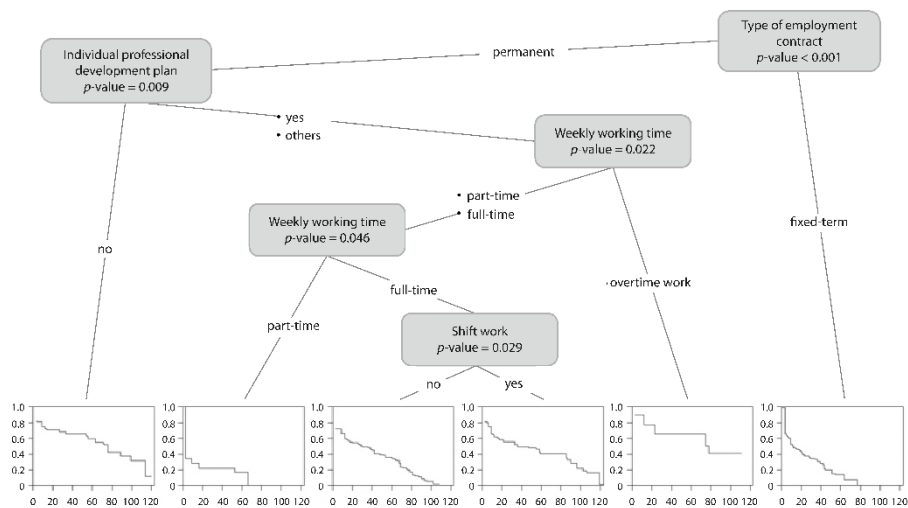 Type of employment
contract
p-value < 0.001
permanent
Individual professional
development plan
p-value = 0.009
• yes
• others
Weekly working time
p-value = 0.022
• part-time
• full-time
Weekly working time
p-value = 0.046
fixed-term
no
full-time
overtime work
part-time
Shift work
p-value = 0.029
no
yes
1.0
0.8
0.6
0.4
0.2
0
0 20 40 60 80 100 120
1.0
0.8
0.6
0.4
0.2
0
0 20 40 60 80 100 120
1.0
0.8
0.6
0.4
0.2
0
0 20 40 60 80 100 120
1.0
0.8
0.6
0.4
0.2
0
0 20 40 60 80 100 120
1.0
0.8
0.6
0.4
0.2
0
0 20 40 60 80 100 120
1.0
0.8
0.6
0.4
0.2
0
0 20 40 60 80 100 120